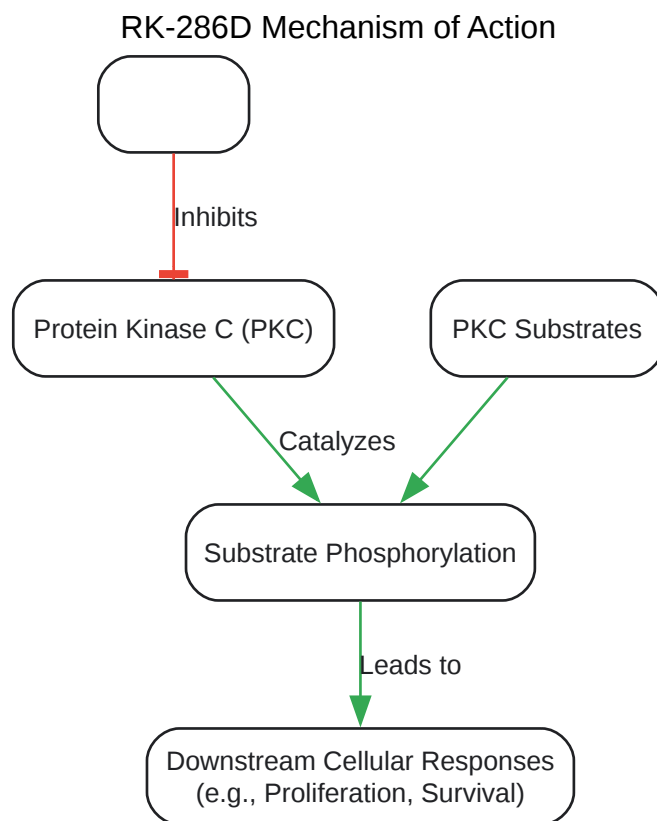 RK-286D Mechanism of Action
Inhibits
Protein Kinase C (PKC)
PKC Substrates
Catalyzes
Substrate Phosphorylation
Leads to
Downstream Cellular Responses
(e.g., Proliferation, Survival)